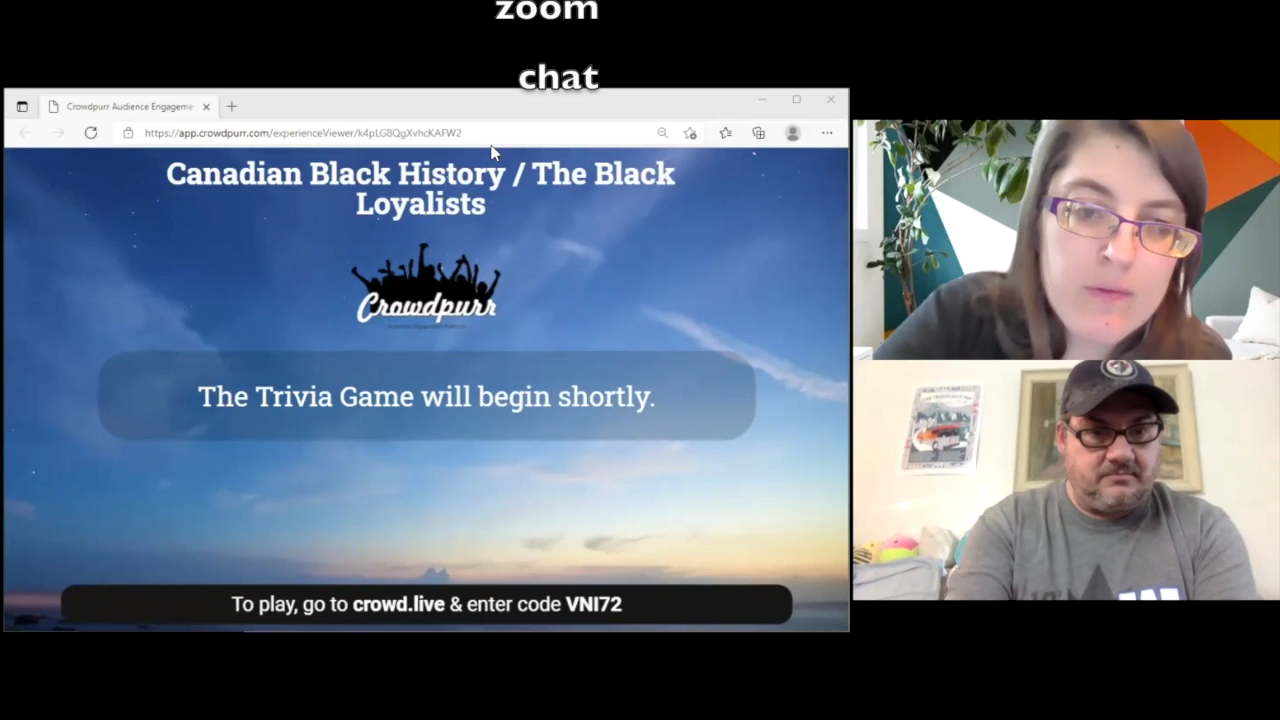 zoom
chat
Crowdpurr Audience Engageme
https://app.crowdpurr.com/experienceViewer/k4pLG8QgXvhcKAFW2
Canadian Black History / The Black
Loyalists
Crowdpurr
The Trivia Game will begin shortly.
To play, go to crowd.live & enter code VNI72